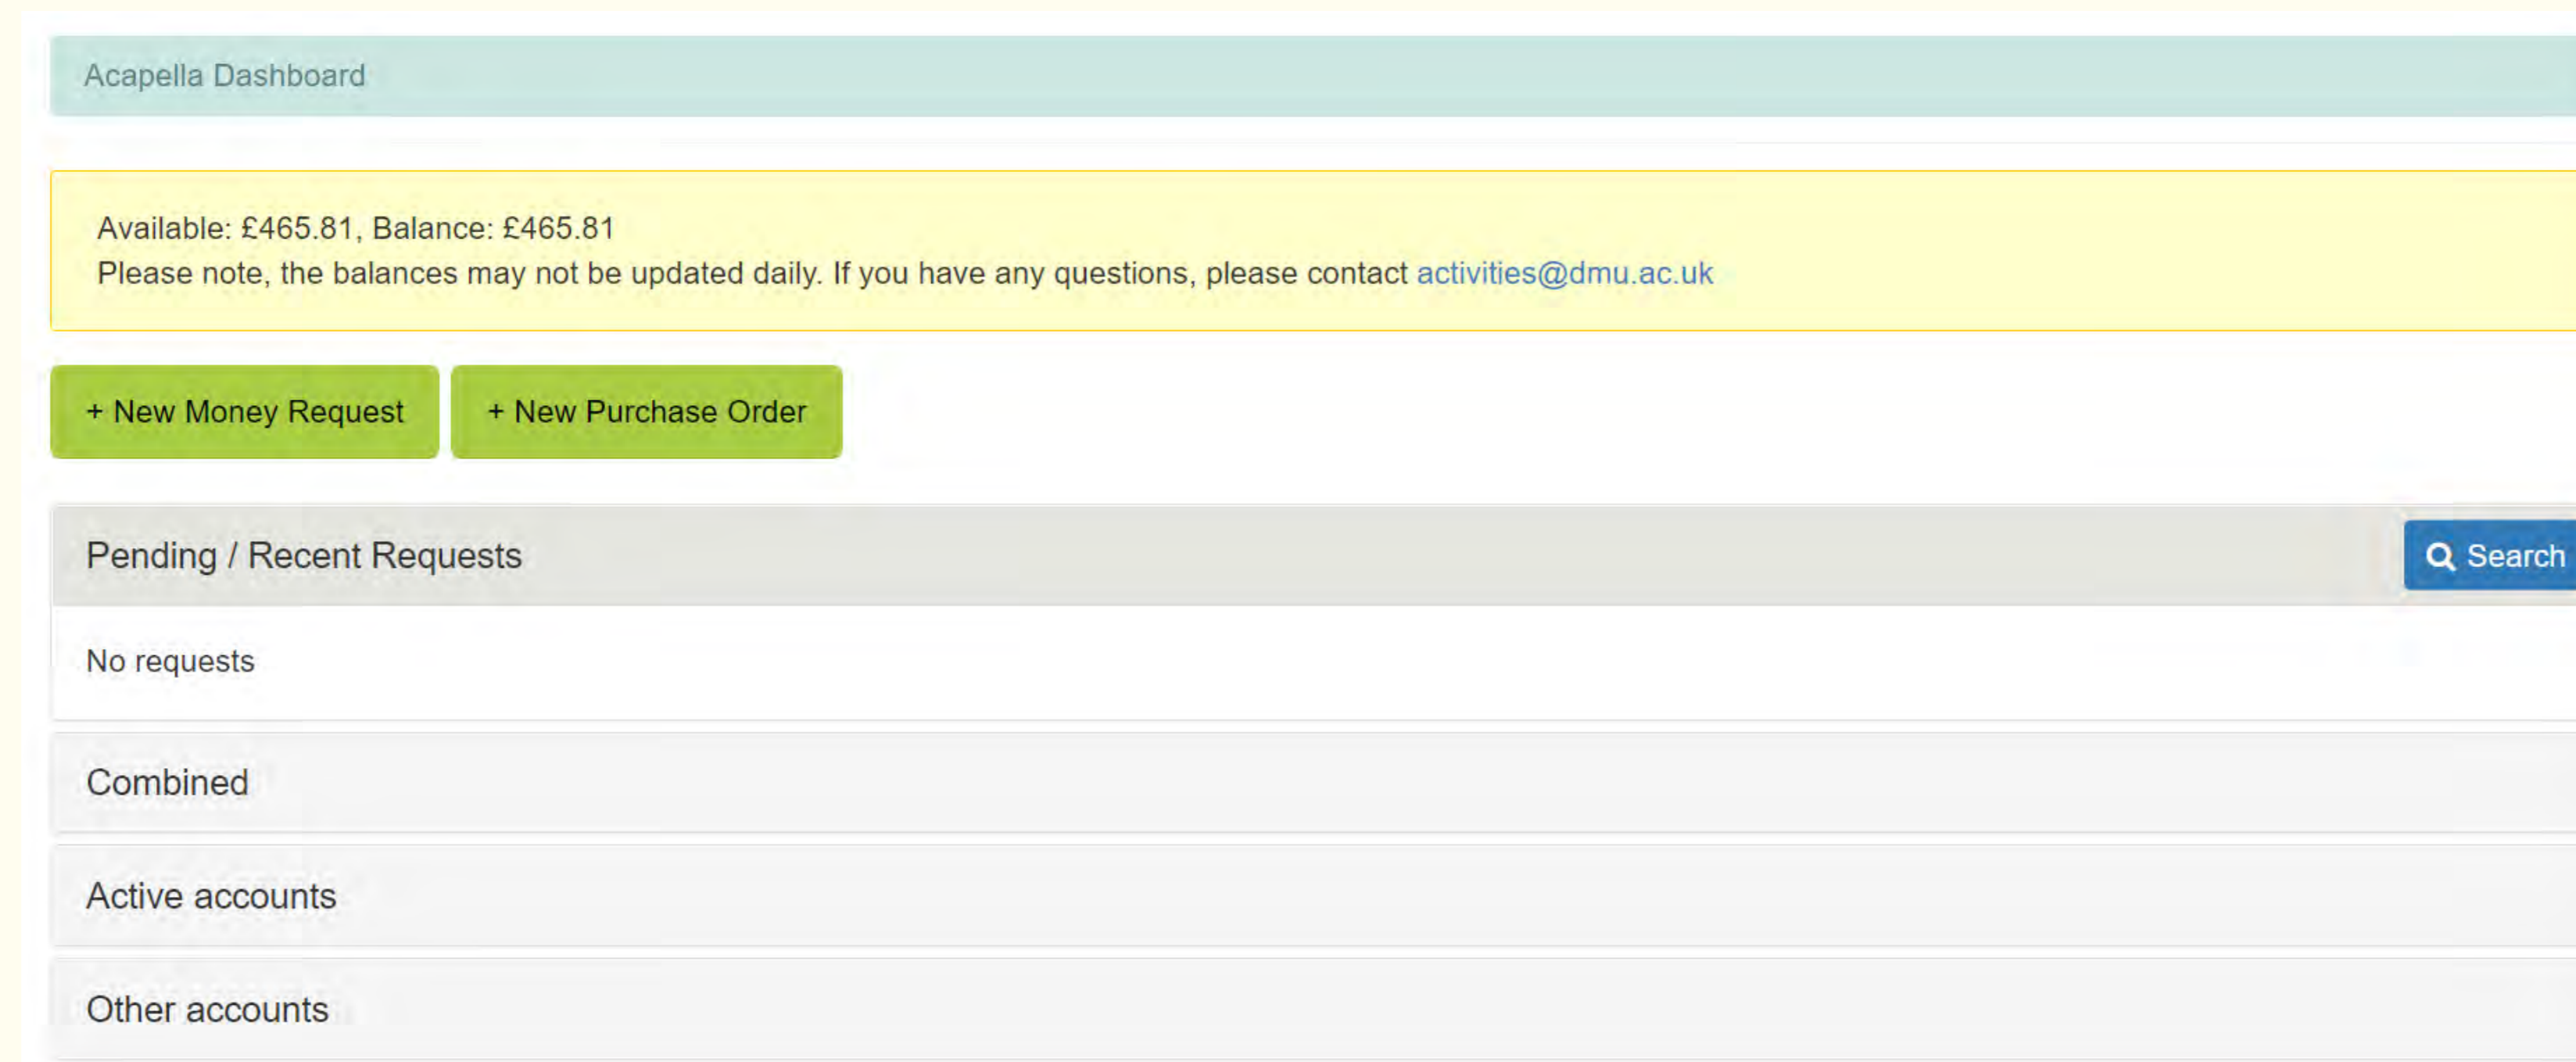 Acapella Dashboard
Available: £465.81, Balance: £465.81
Please note, the balances may not be updated daily. If you have any questions, please contact activities@dmu.ac.uk
+ New Money Request
+ New Purchase Order
Pending / Recent Requests
Search
No requests
Combined
Active accounts
Other accounts